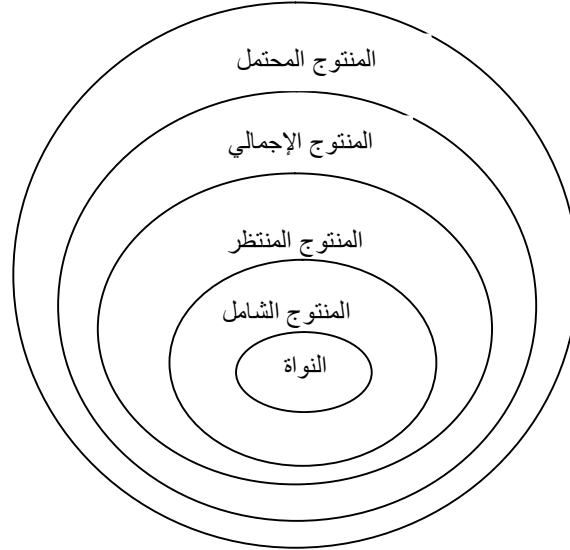 المنتوج المحتمل
المنتوج الإجمالي
المنتوج المنتظر
المنتوج الشامل
النواة